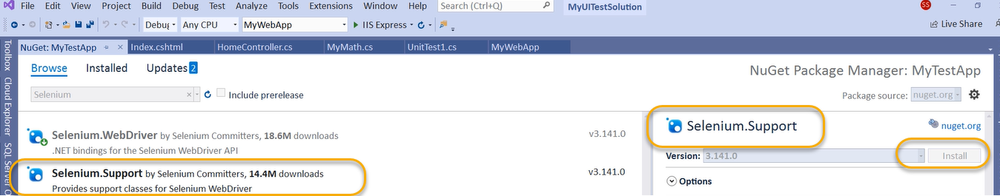 File Edit View Project Build Debug Test Analyze Tools Extensions Window Help Search (Ctrl+Q) MyUITestSolution SS
Debug Any CPU MyWebApp IIS Express Live Share
NuGet: MyTestApp Index.cshtml HomeController.cs MyMath.cs UnitTest1.cs MyWebApp
Toolbox
Cloud Explorer
SQL Server O
Browse Installed Updates 2
NuGet Package Manager: MyTestApp
Selenium Include prerelease
Package source: nuget.org
Selenium.WebDriver by Selenium Committers, 18.6M downloads v3.141.0
.NET bindings for the Selenium WebDriver API
Selenium.Support by Selenium Committers, 14.4M downloads v3.141.0
Provides support classes for Selenium WebDriver
Selenium.Support nuget.org
Version: 3.141.0 Install
Options